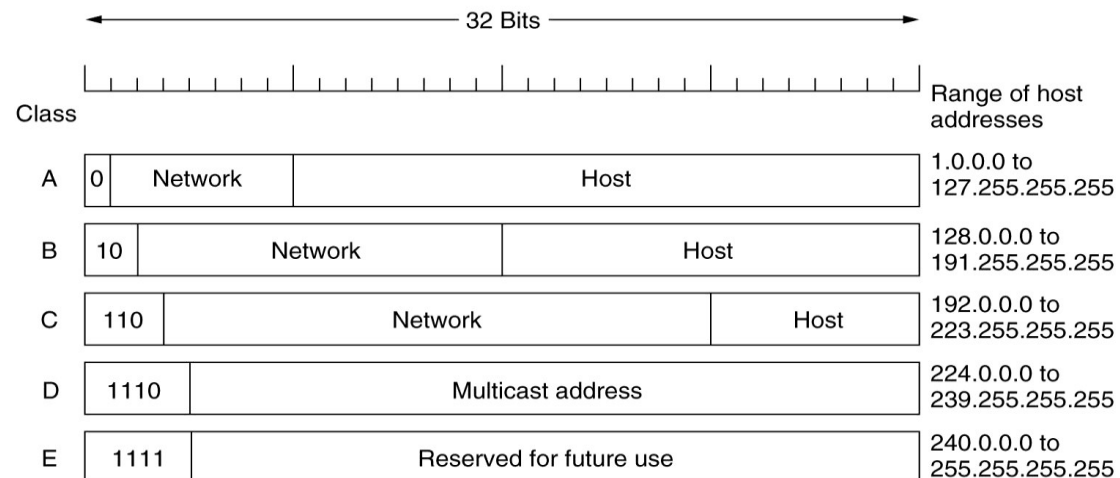 32 Bits
Range of host
addresses
Class
A
0
Network
Host
1.0.0.0 to
127.255.255.255
B
10
Network
Host
128.0.0.0 to
191.255.255.255
C
110
Network
Host
192.0.0.0 to
223.255.255.255
D
1110
Multicast address
224.0.0.0 to
239.255.255.255
E
1111
Reserved for future use
240.0.0.0 to
255.255.255.255